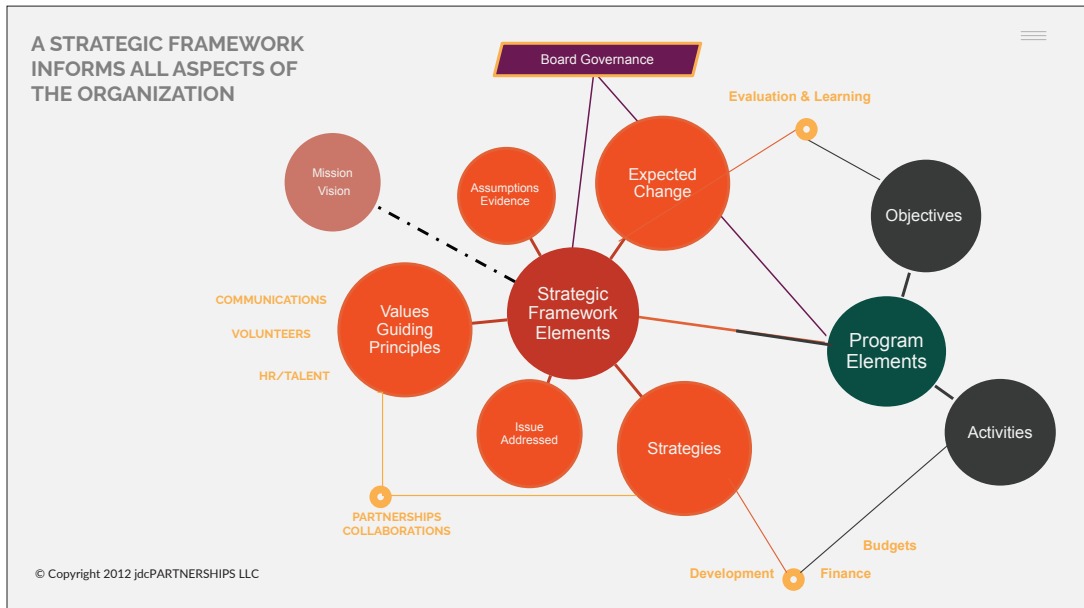 A STRATEGIC FRAMEWORK
INFORMS ALL ASPECTS OF
THE ORGANIZATION
Board Governance
Evaluation & Learning
Mission
Vision
Assumptions
Evidence
Expected
Change
Objectives
COMMUNICATIONS
VOLUNTEERS
HR/TALENT
Values
Guiding
Principles
Strategic
Framework
Elements
Program
Elements
Issue
Addressed
Strategies
Activities
PARTNERSHIPS
COLLABORATIONS
Budgets
Development
Finance
© Copyright 2012 jdcPARTNERSHIPS LLC